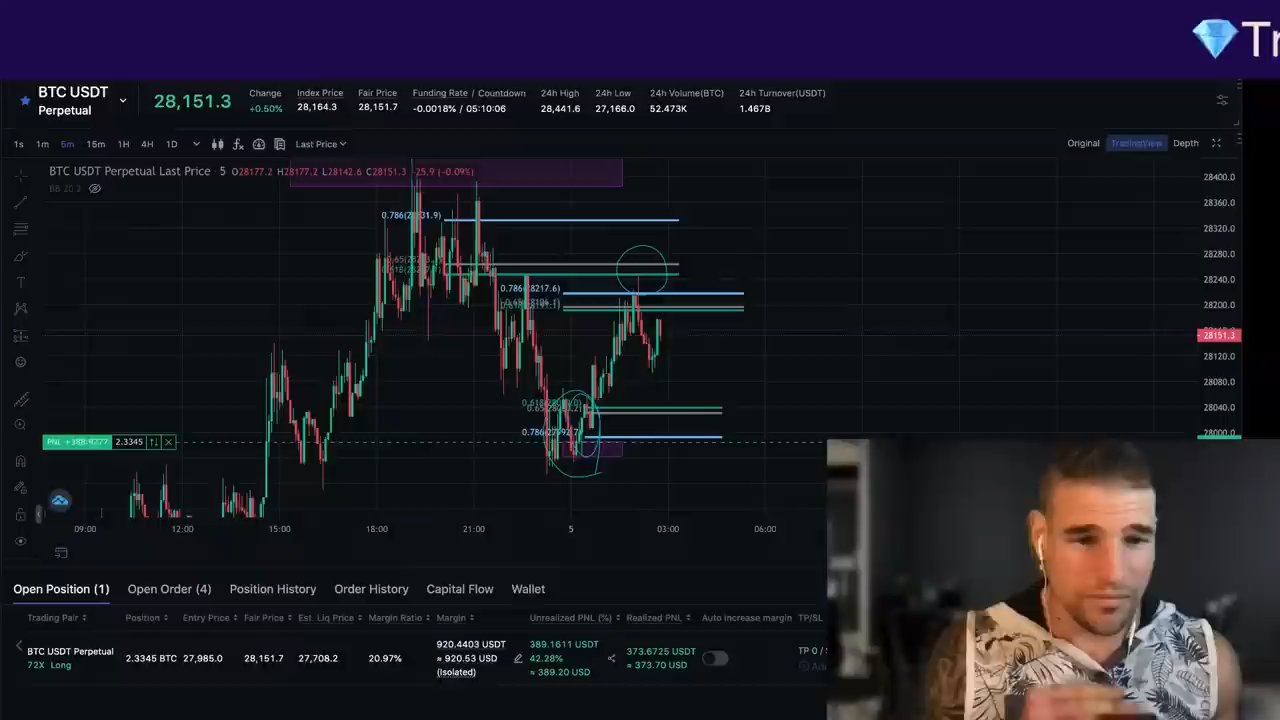 Tr
BTC USDT
Perpetual
28,151.3
Change
+0.50%
Index Price
28,164.3
Fair Price
28,151.7
Funding Rate / Countdown
-0.0018% / 05:10:06
24h High
28,441.6
24h Low
27,166.0
24h Volume(BTC)
52.473K
24h Turnover(USDT)
1.467B
1s 1m 5m 15m 1H 4H 1D Last Price
Original TradingView Depth
BTC USDT Perpetual Last Price · 5 O28177.2 H28177.2 L28142.6 C28151.3 -25.9 (-0.09%)
BB 20 2
28400.0
28360.0
28320.0
28280.0
28240.0
28200.0
28151.3
28120.0
28080.0
28040.0
28000.0
0.786(28217.6)
PNL 2.3345
09:00 12:00 15:00 18:00 21:00 5 03:00 06:00
Open Position (1) Open Order (4) Position History Order History Capital Flow Wallet
Trading Pair Position Entry Price Fair Price Est. Liq Price Margin Ratio Margin Unrealized PNL (%) Realized PNL Auto increase margin TP/SL
BTC USDT Perpetual
72X Long
2.3345 BTC 27,985.0 28,151.7 27,708.2 20.97%
920.4403 USDT
≈ 920.53 USD
(Isolated)
389.1611 USDT
42.28%
≈ 389.20 USD
373.6725 USDT
≈ 373.70 USD
TP 0 /